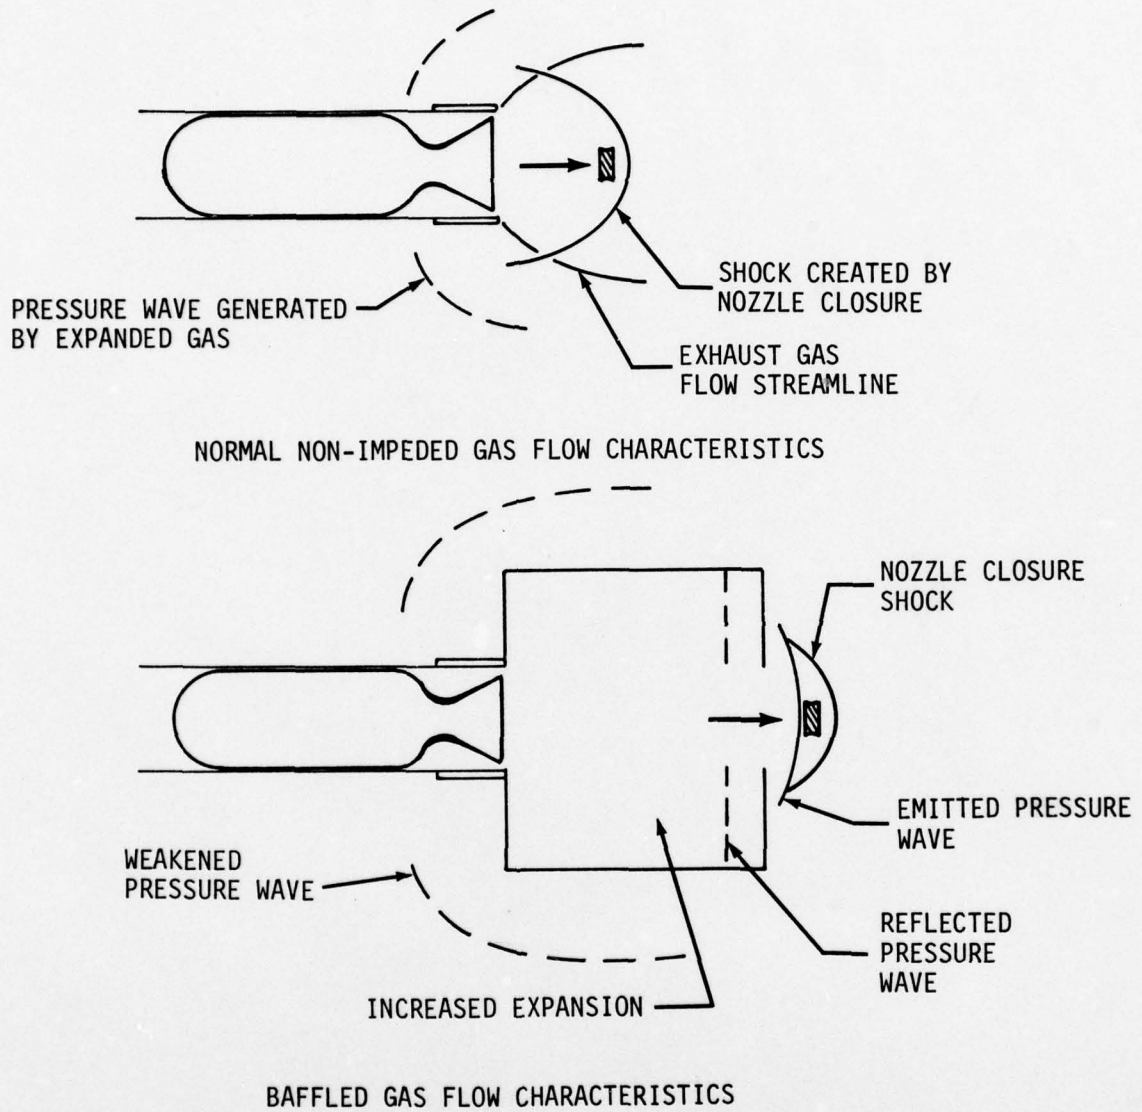 PRESSURE WAVE GENERATED
BY EXPANDED GAS
SHOCK CREATED BY
NOZZLE CLOSURE
EXHAUST GAS
FLOW STREAMLINE
NORMAL NON-IMPEDED GAS FLOW CHARACTERISTICS
NOZZLE CLOSURE
SHOCK
EMITTED PRESSURE
WAVE
WEAKENED
PRESSURE WAVE
REFLECTED
PRESSURE
WAVE
INCREASED EXPANSION
BAFFLED GAS FLOW CHARACTERISTICS